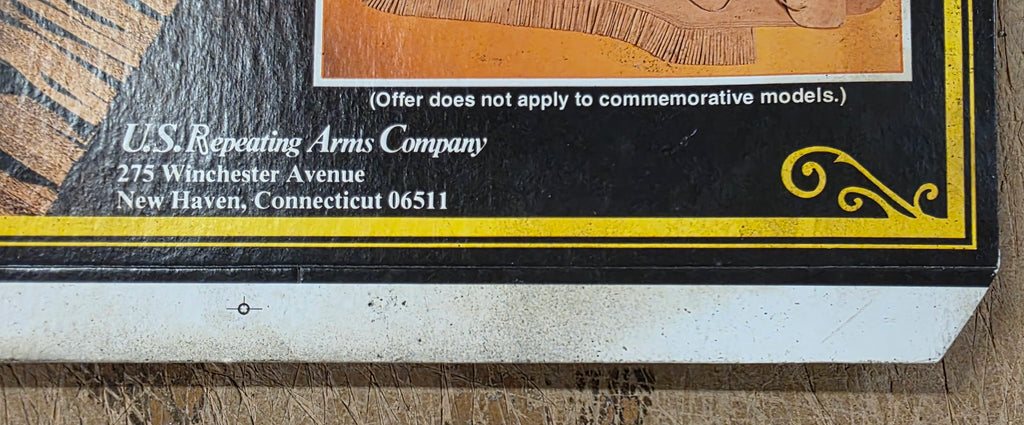 (Offer does not apply to commemorative models.)
U.S. Repeating Arms Company
275 Winchester Avenue
New Haven, Connecticut 06511